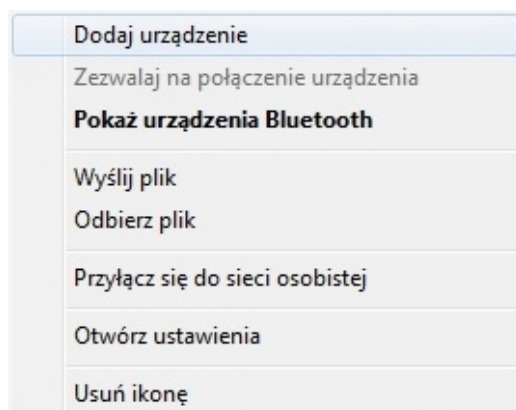 Dodaj urządzenie
Zezwalaj na połączenie urządzenia
Pokaż urządzenia Bluetooth
Wyślij plik
Odbierz plik
Przyłącz się do sieci osobistej
Otwórz ustawienia
Usuń ikonę